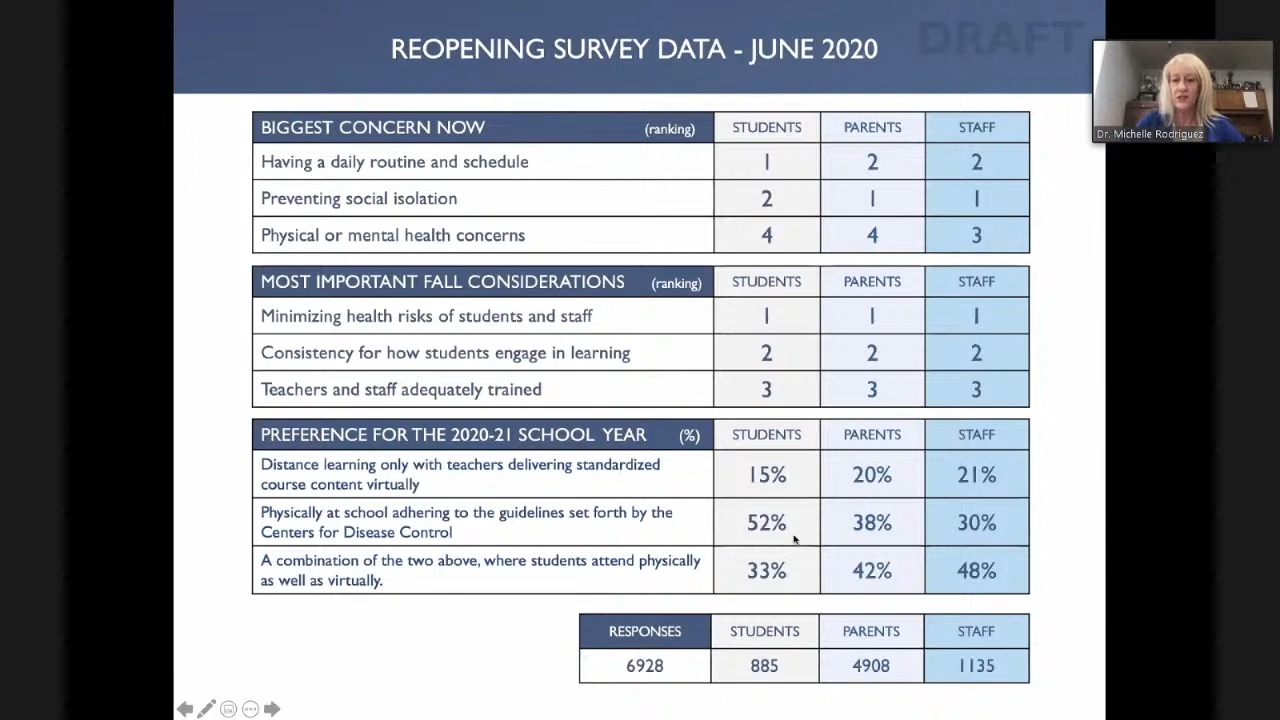 DRAFT
REOPENING SURVEY DATA - JUNE 2020
Dr. Michelle Rodriguez
BIGGEST CONCERN NOW (ranking) STUDENTS PARENTS STAFF
Having a daily routine and schedule 1 2 2
Preventing social isolation 2 1 1
Physical or mental health concerns 4 4 3
MOST IMPORTANT FALL CONSIDERATIONS (ranking) STUDENTS PARENTS STAFF
Minimizing health risks of students and staff 1 1 1
Consistency for how students engage in learning 2 2 2
Teachers and staff adequately trained 3 3 3
PREFERENCE FOR THE 2020-21 SCHOOL YEAR (%) STUDENTS PARENTS STAFF
Distance learning only with teachers delivering standardized
course content virtually 15% 20% 21%
Physically at school adhering to the guidelines set forth by the
Centers for Disease Control 52% 38% 30%
A combination of the two above, where students attend physically
as well as virtually. 33% 42% 48%
RESPONSES STUDENTS PARENTS STAFF
6928 885 4908 1135